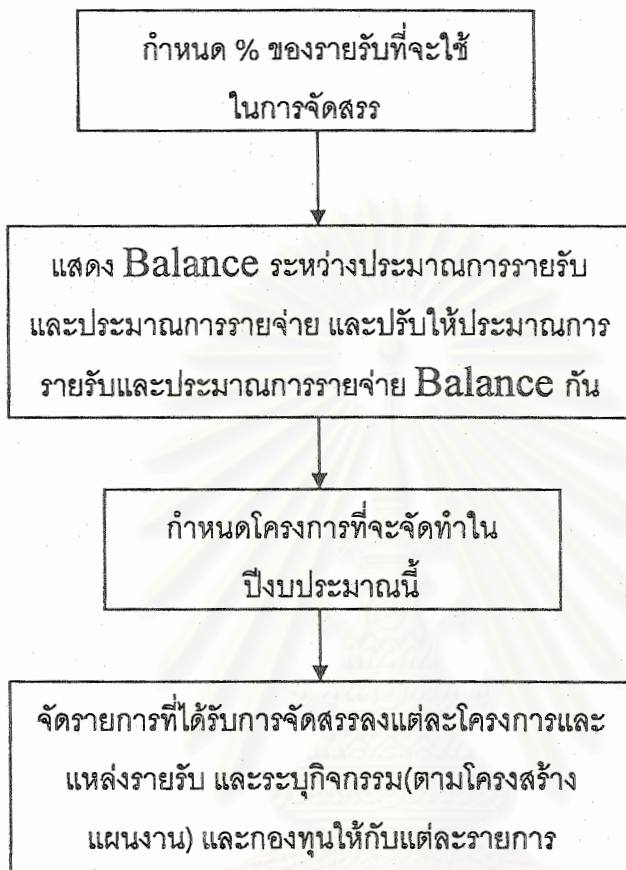 กำหนด % ของรายรับที่จะใช้
ในการจัดสรร
แสดง Balance ระหว่างประมาณการรายรับ
และประมาณการรายจ่าย และปรับให้ประมาณการ
รายรับและประมาณการรายจ่าย Balance กัน
กำหนดโครงการที่จะจัดทำใน
ปีงบประมาณนี้
จัดรายการที่ได้รับการจัดสรรลงแต่ละโครงการและ
แหล่งรายรับ และระบุกิจกรรม(ตามโครงสร้าง
แผนงาน) และกองทุนให้กับแต่ละรายการ